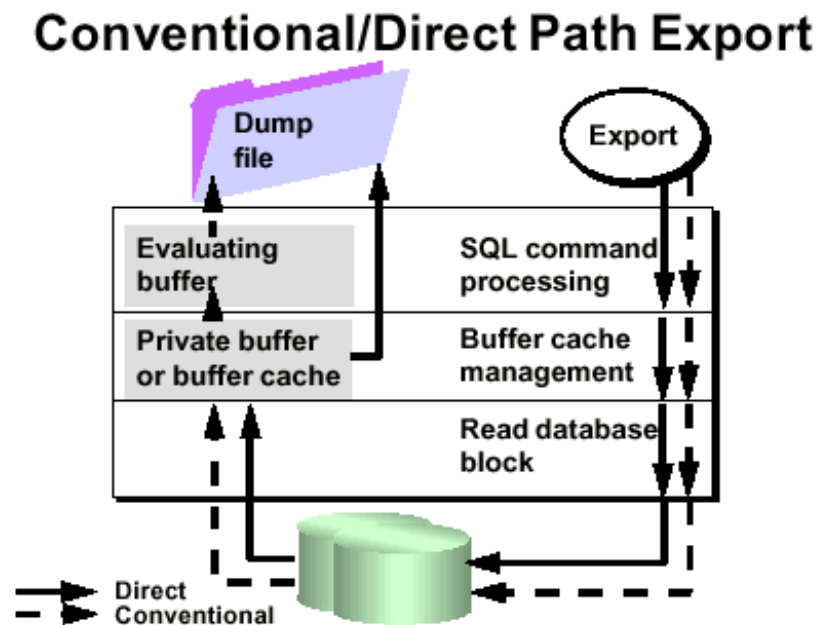 Conventional/Direct Path Export
Dump
file
Export
Evaluating
buffer
SQL command
processing
Private buffer
or buffer cache
Buffer cache
management
Read database
block
Direct
Conventional